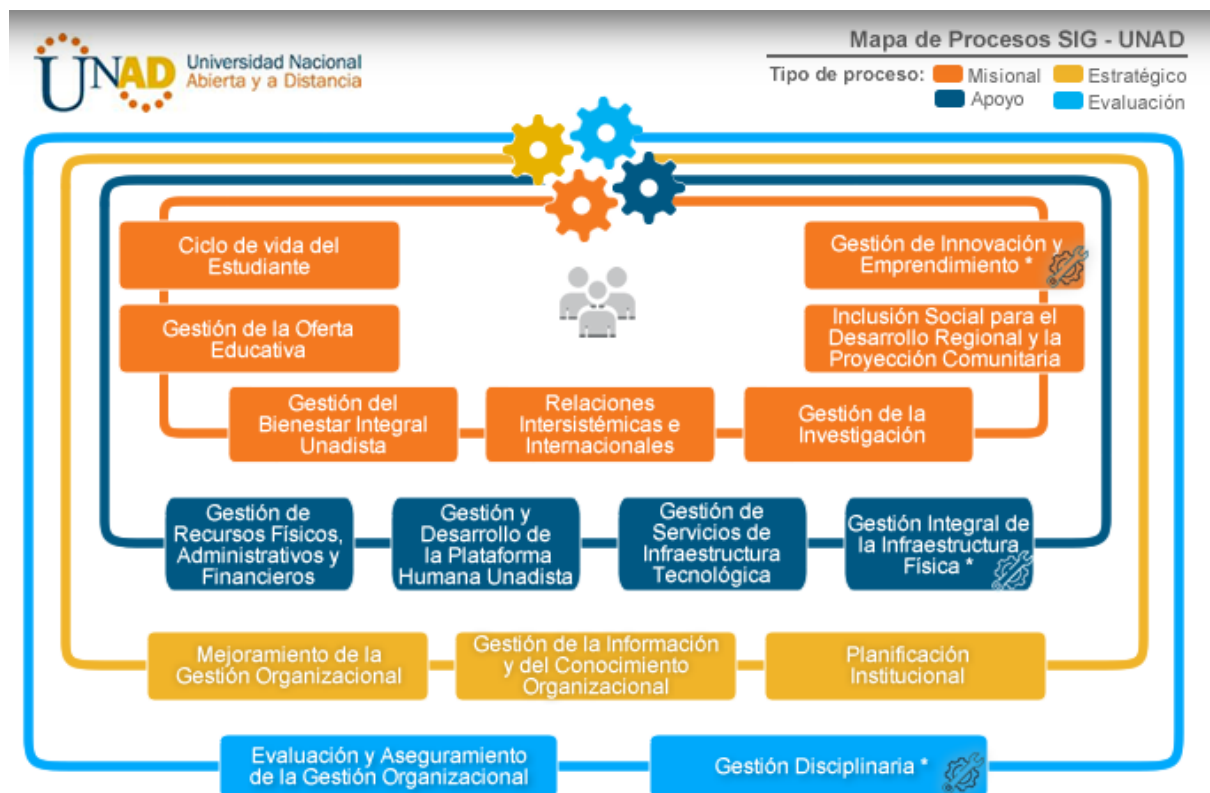 UNAD
Universidad Nacional
Abierta y a Distancia
Mapa de Procesos SIG - UNAD
Tipo de proceso:
Misional
Estratégico
Apoyo
Evaluación
Ciclo de vida del
Estudiante
Gestión de Innovación y
Emprendimiento *
Gestión de la Oferta
Educativa
Inclusión Social para el
Desarrollo Regional y la
Proyección Comunitaria
Gestión del
Bienestar Integral
Unadista
Relaciones
Intersistémicas e
Internacionales
Gestión de la
Investigación
Gestión de
Recursos Físicos,
Administrativos y
Financieros
Gestión y
Desarrollo de
la Plataforma
Humana Unadista
Gestión de
Servicios de
Infraestructura
Tecnológica
Gestión Integral de
la Infraestructura
Física *
Mejoramiento de la
Gestión Organizacional
Gestión de la Información
y del Conocimiento
Organizacional
Planificación
Institucional
Evaluación y Aseguramiento
de la Gestión Organizacional
Gestión Disciplinaria *